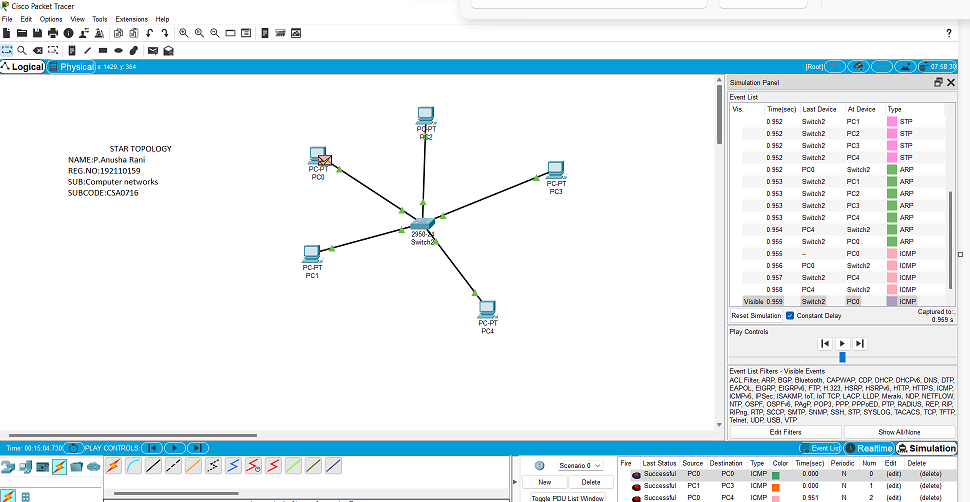 Cisco Packet Tracer
File Edit Options View Tools Extensions Help
?
Logical Physical x: 1429, y: 364
[Root] 07:58:30
STAR TOPOLOGY
NAME:P.Anusha Rani
REG.NO:192110159
SUB:Computer networks
SUBCODE:CSA0716
PC-PT
PC2
PC-PT
PC0
PC-PT
PC3
2950-24
Switch2
PC-PT
PC1
PC-PT
PC4
Simulation Panel
Event List
Vis. Time(sec) Last Device At Device Type
0.952 Switch2 PC1 STP
0.952 Switch2 PC2 STP
0.952 Switch2 PC3 STP
0.952 Switch2 PC4 STP
0.952 PC0 Switch2 ARP
0.953 Switch2 PC1 ARP
0.953 Switch2 PC2 ARP
0.953 Switch2 PC3 ARP
0.953 Switch2 PC4 ARP
0.954 PC4 Switch2 ARP
0.955 Switch2 PC0 ARP
0.955 -- PC0 ICMP
0.956 PC0 Switch2 ICMP
0.957 Switch2 PC4 ICMP
0.958 PC4 Switch2 ICMP
Visible 0.959 Switch2 PC0 ICMP
Reset Simulation Constant Delay Captured to:
0.959 s
Play Controls
Event List Filters - Visible Events
ACL Filter, ARP, BGP, Bluetooth, CAPWAP, CDP, DHCP, DHCPv6, DNS, DTP,
EAPOL, EIGRP, EIGRPv6, FTP, H.323, HSRP, HSRPv6, HTTP, HTTPS, ICMP,
ICMPv6, IPSec, ISAKMP, IoT, IoT TCP, LACP, LLDP, Meraki, NDP, NETFLOW,
NTP, OSPF, OSPFv6, PAgP, POP3, PPP, PPPoED, PTP, RADIUS, REP, RIP,
RIPng, RTP, SCCP, SMTP, SNMP, SSH, STP, SYSLOG, TACACS, TCP, TFTP,
Telnet, UDP, USB, VTP
Edit Filters Show All/None
Time: 00:15:04.730 PLAY CONTROLS:
Event List Realtime Simulation
Scenario 0
New Delete
Toggle PDU List Window
Fire Last Status Source Destination Type Color Time(sec) Periodic Num Edit Delete
Successful PC0 PC4 ICMP 0.000 N 0 (edit) (delete)
Successful PC1 PC3 ICMP 0.000 N 1 (edit) (delete)
Successful PC0 PC4 ICMP 0.951 N 2 (edit) (delete)